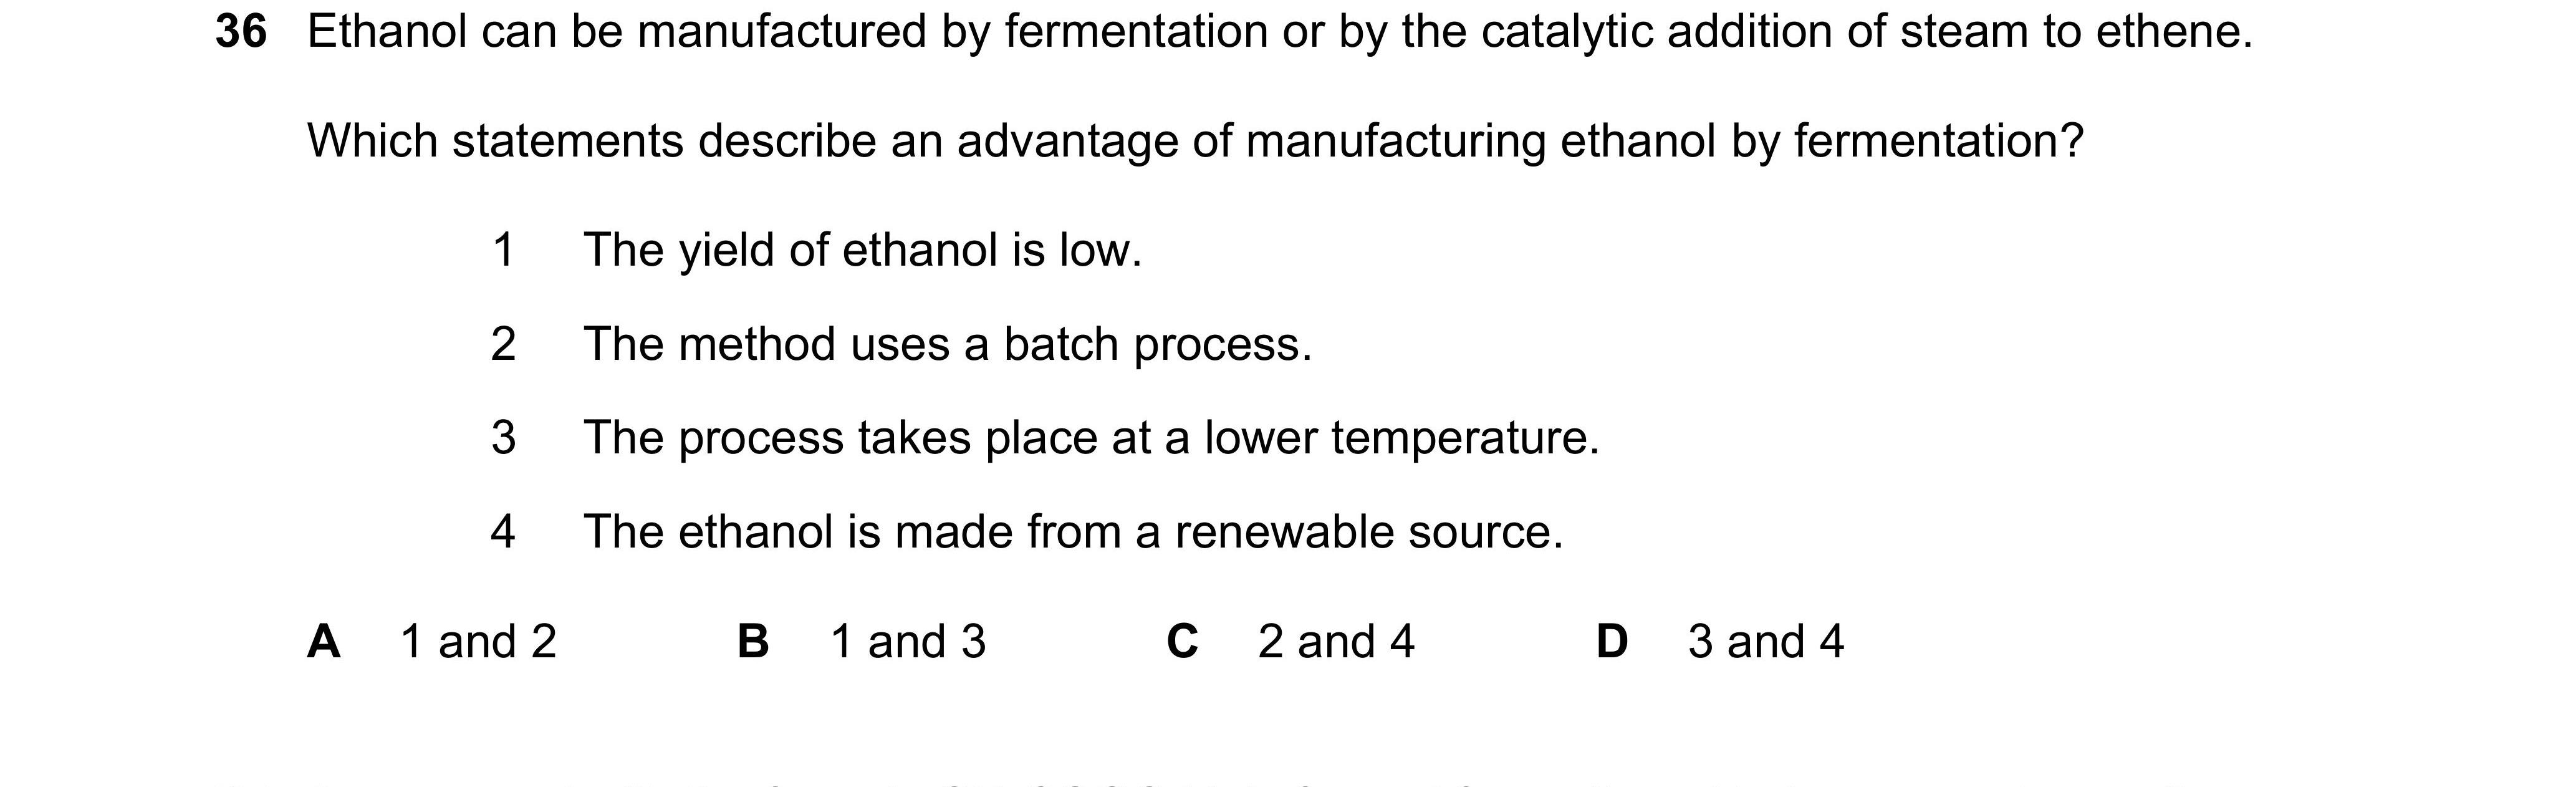 36 Ethanol can be manufactured by fermentation or by the catalytic addition of steam to ethene.
Which statements describe an advantage of manufacturing ethanol by fermentation?
1 The yield of ethanol is low.
2 The method uses a batch process.
3 The process takes place at a lower temperature.
4 The ethanol is made from a renewable source.
A 1 and 2 B 1 and 3 C 2 and 4 D 3 and 4